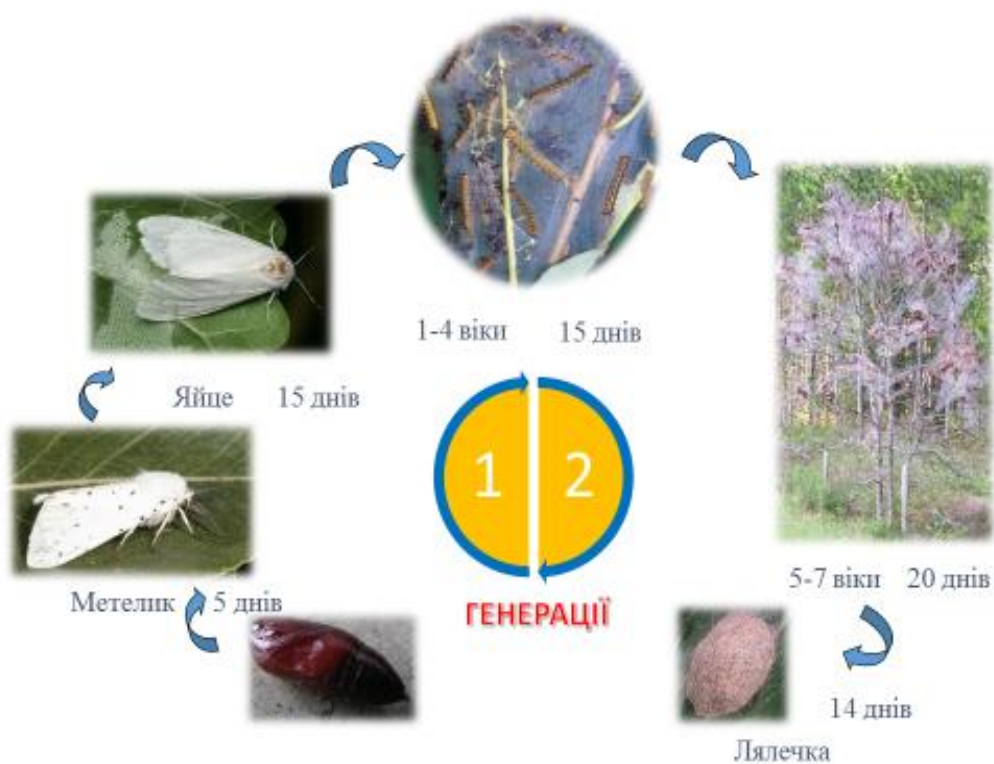 1-4 віки 15 днів
Яйце 15 днів
1 2
5-7 віки 20 днів
Метелик 5 днів
ГЕНЕРАЦІЇ
14 днів
Лялечка